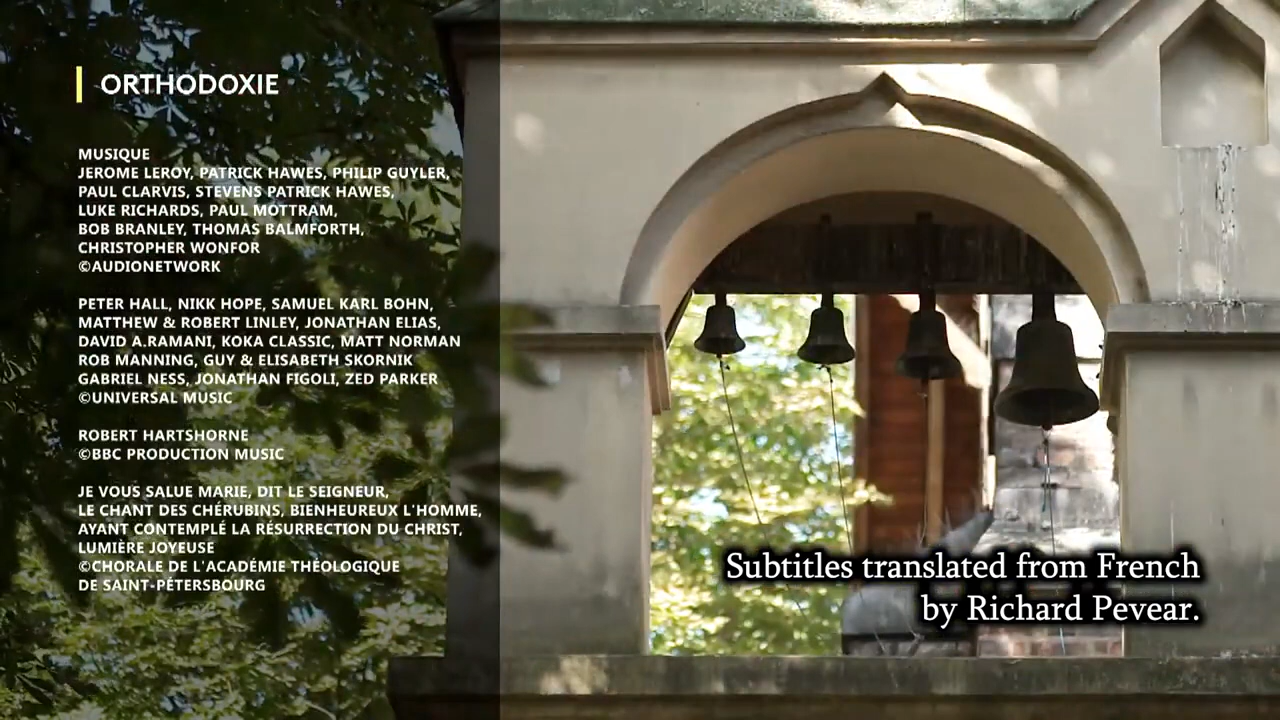 ORTHODOXIE
MUSIQUE
JEROME LEROY, PATRICK HAWES, PHILIP GUYLER,
PAUL CLARVIS, STEVENS PATRICK HAWES,
LUKE RICHARDS, PAUL MOTTRAM,
BOB BRANLEY, THOMAS BALMFORTH,
CHRISTOPHER WONFOR
©AUDIONETWORK
PETER HALL, NIKK HOPE, SAMUEL KARL BOHN,
MATTHEW & ROBERT LINLEY, JONATHAN ELIAS,
DAVID A.RAMANI, KOKA CLASSIC, MATT NORMAN
ROB MANNING, GUY & ELISABETH SKORNIK
GABRIEL NESS, JONATHAN FIGOLI, ZED PARKER
©UNIVERSAL MUSIC
ROBERT HARTSHORNE
©BBC PRODUCTION MUSIC
JE VOUS SALUE MARIE, DIT LE SEIGNEUR,
LE CHANT DES CHÉRUBINS, BIENHEUREUX L'HOMME,
AYANT CONTEMPLÉ LA RÉSURRECTION DU CHRIST,
LUMIÈRE JOYEUSE
©CHORALE DE L'ACADÉMIE THÉOLOGIQUE
DE SAINT-PÉTERSBOURG
Subtitles translated from French
by Richard Pevear.